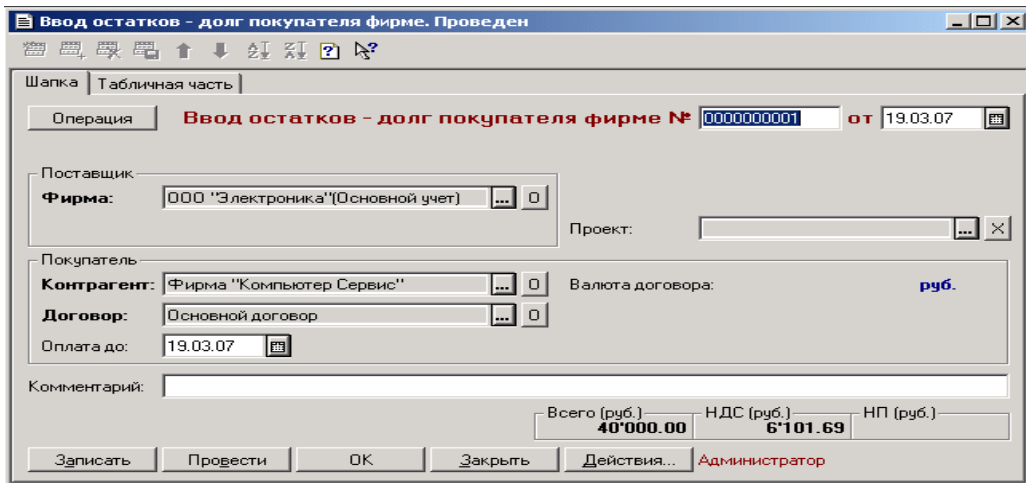 Ввод остатков - долг покупателя фирме. Проведен
Шапка Табличная часть
Операция Ввод остатков - долг покупателя фирме № 0000000001 от 19.03.07
Поставщик
Фирма: ООО "Электроника"(Основной учет) ... О
Проект: ... X
Покупатель
Контрагент: Фирма "Компьютер Сервис" ... О Валюта договора: руб.
Договор: Основной договор ... О
Оплата до: 19.03.07
Комментарий:
Всего (руб.) НДС (руб.) НП (руб.)
40'000.00 6'101.69
Записать Провести OK Закрыть Действия... Администратор